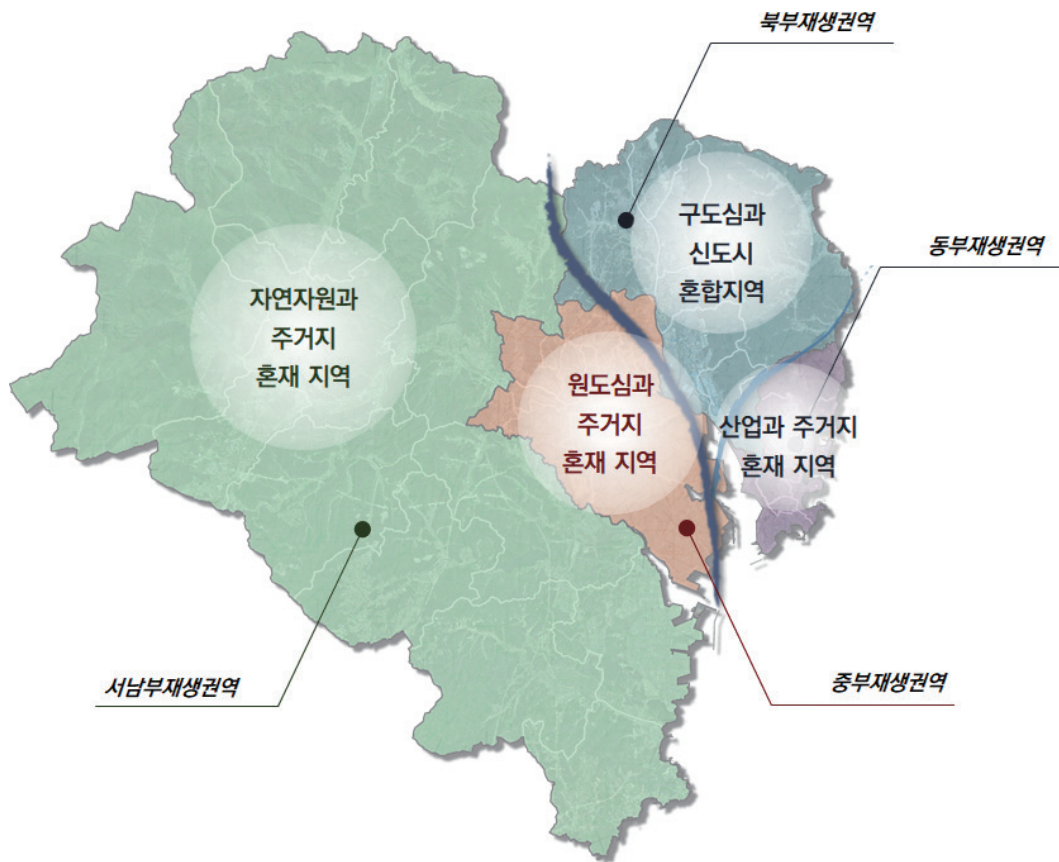 북부재생권역
구도심과
신도시
혼합지역
동부재생권역
자연자원과
주거지
혼재 지역
원도심과
주거지
혼재 지역
산업과 주거지
혼재 지역
서남부재생권역
중부재생권역